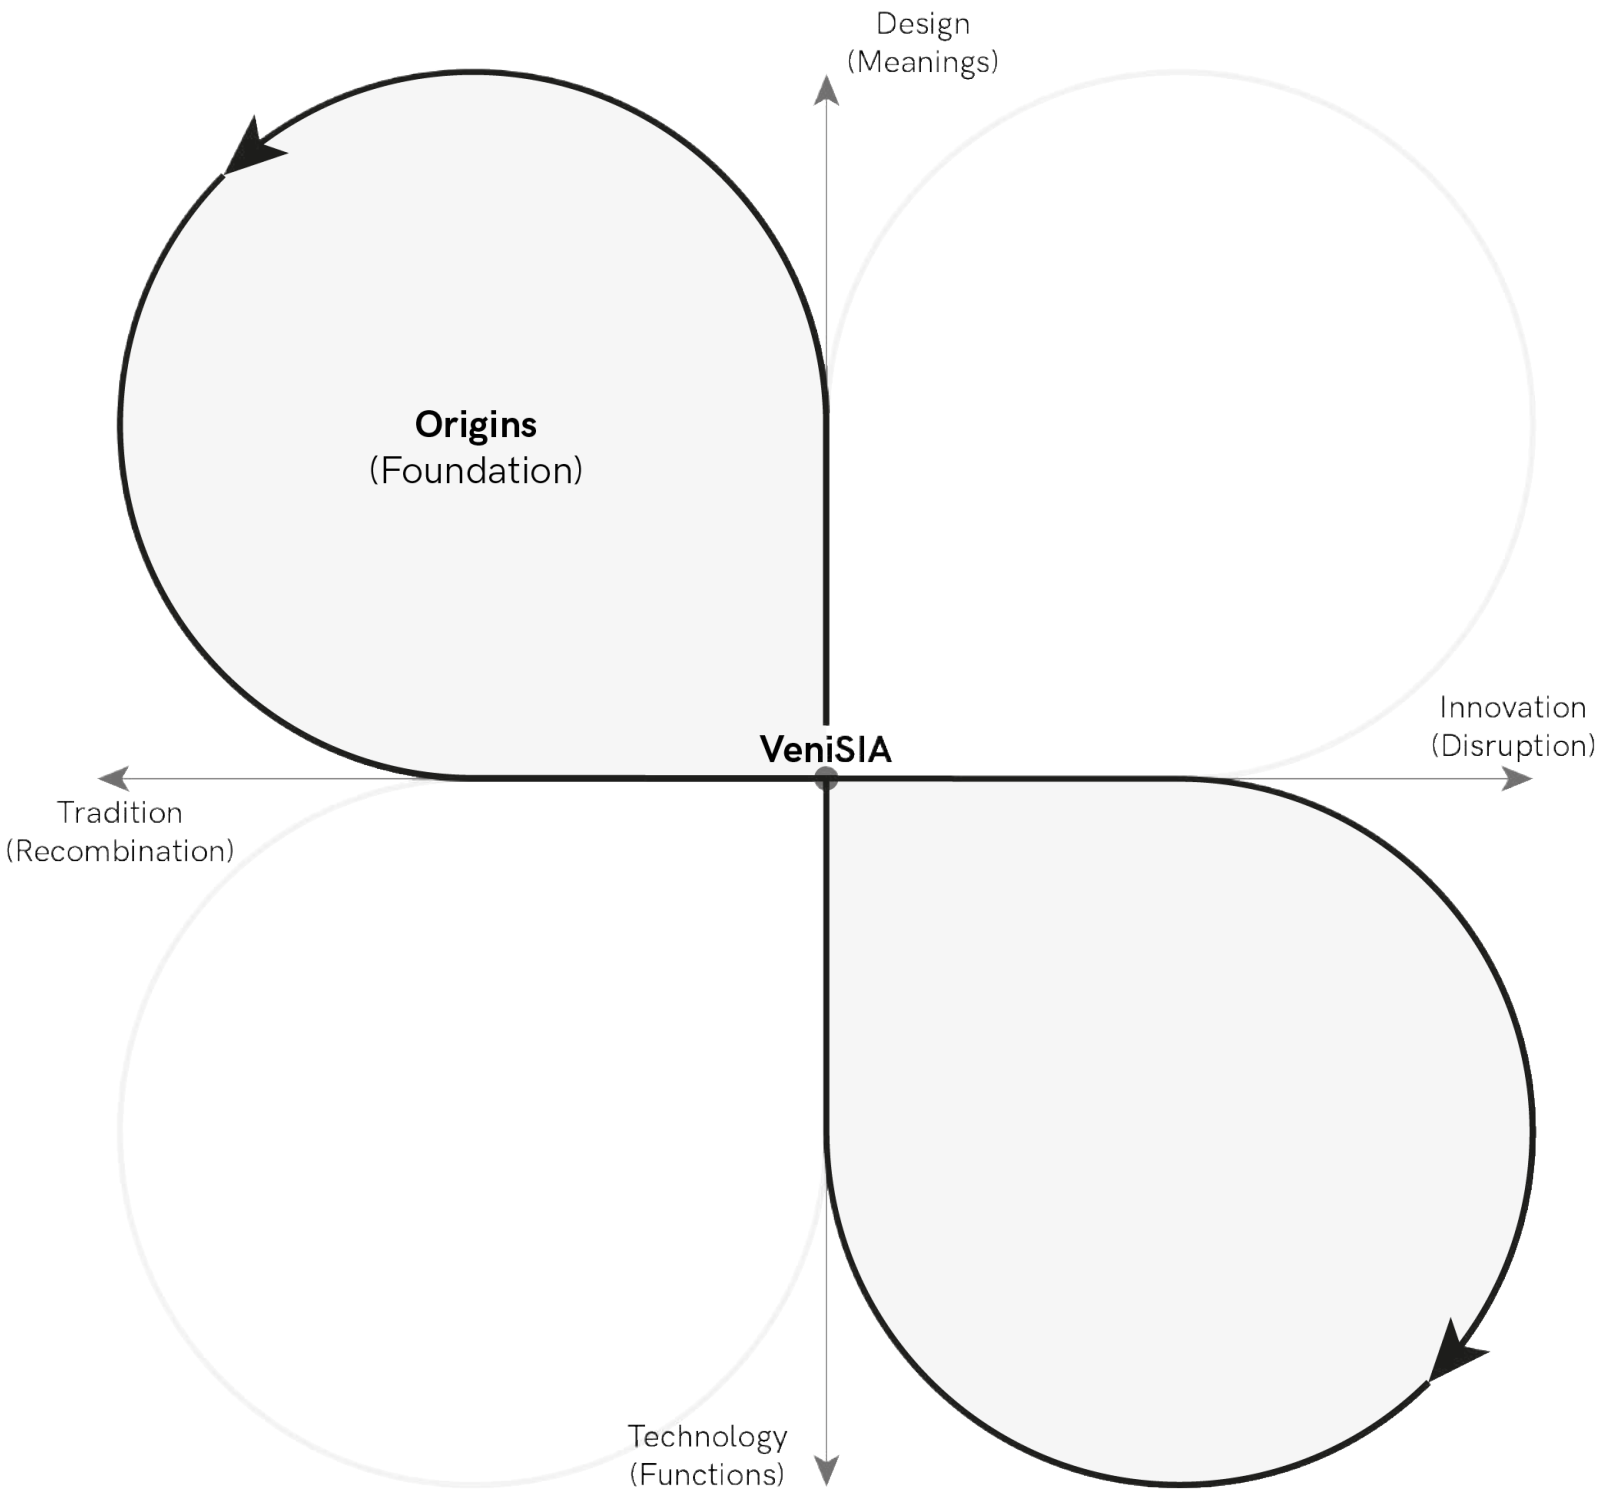 Design
(Meanings)
Origins
(Foundation)
Innovation
(Disruption)
VeniSIA
Tradition
(Recombination)
Technology
(Functions)